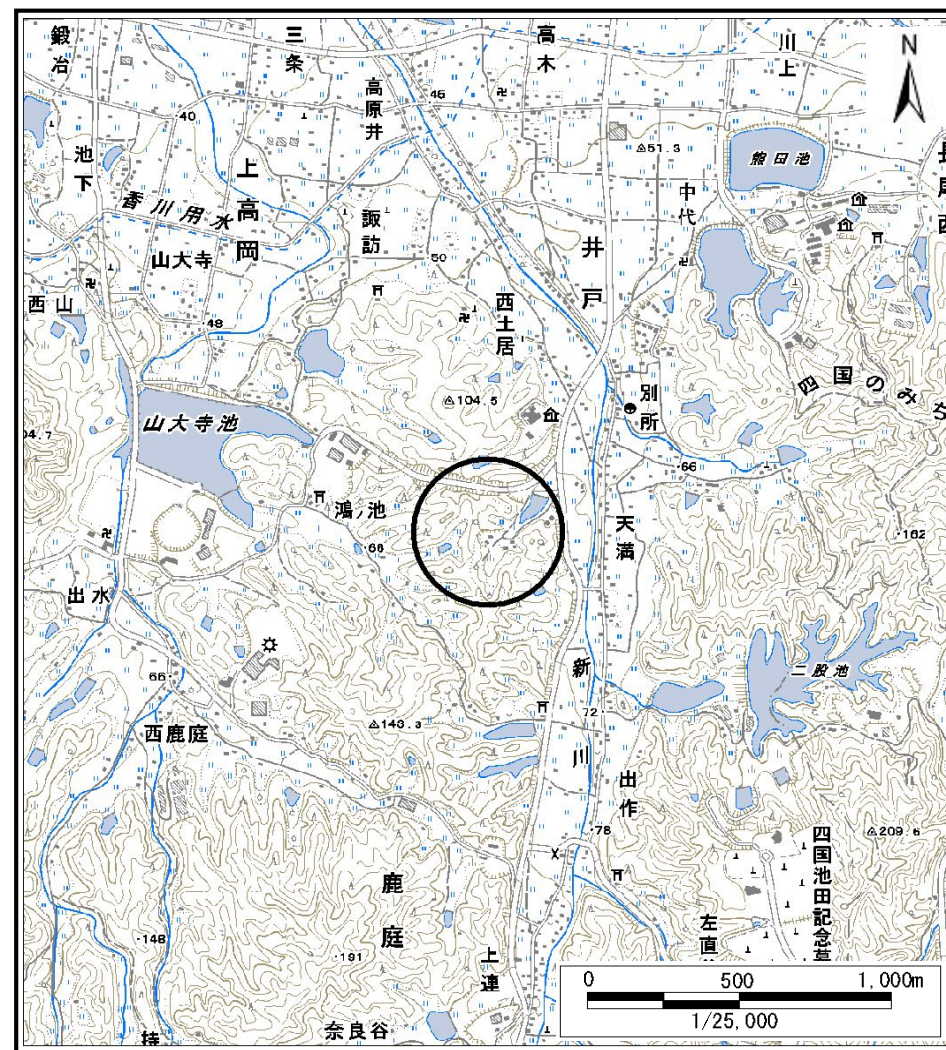 鍛冶
三条
高木
川上
N
高原井
45
40
池下
上高岡
51.3
熊田池
長尾西
香川用水
諏訪
中代
井戸
山大寺
50
西山
西土居
48
別所
四国のみち
104.5
山大寺池
66
鴻ノ池
天満
68
162
出水
二股池
新川
66
72
西鹿庭
出作
78
209.6
四国池田記念墓
鹿庭
148
191
左直
上連
奈良谷
0 500 1,000m
1/25,000